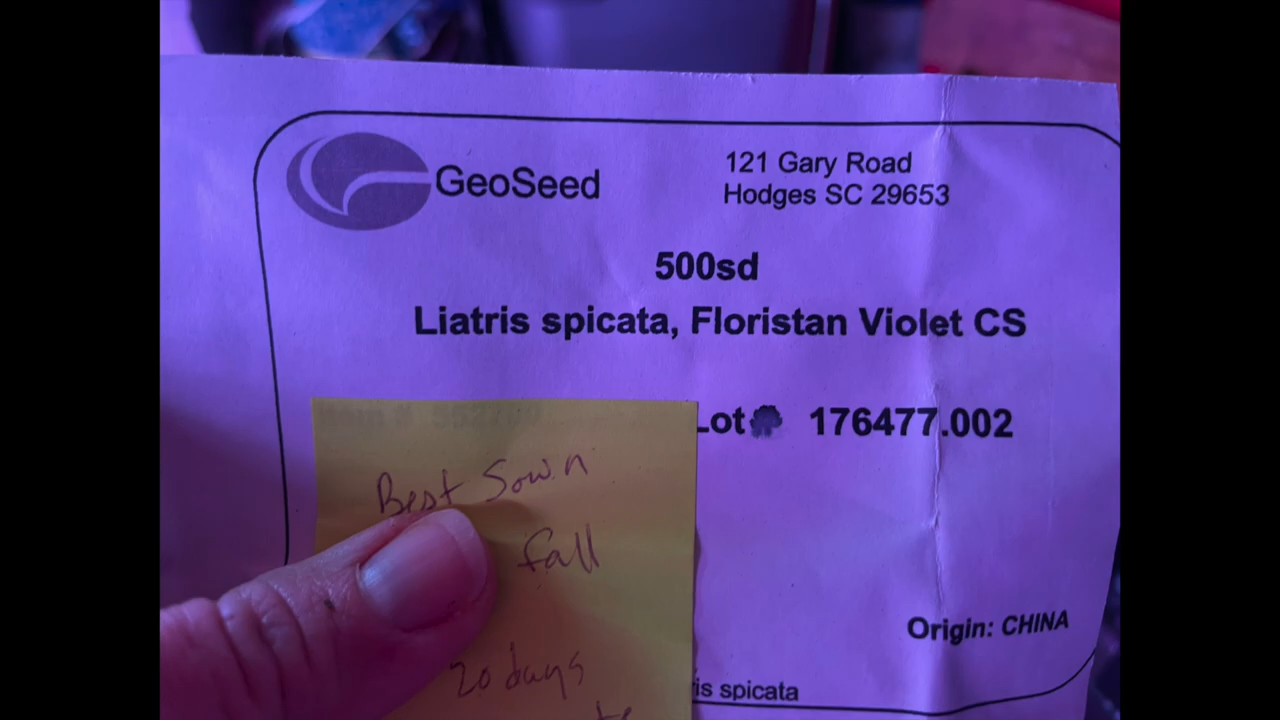 GeoSeed
121 Gary Road
Hodges SC 29653
500sd
Liatris spicata, Floristan Violet CS
Lot 176477.002
Best Sown
fall
20 days
Origin: CHINA
is spicata